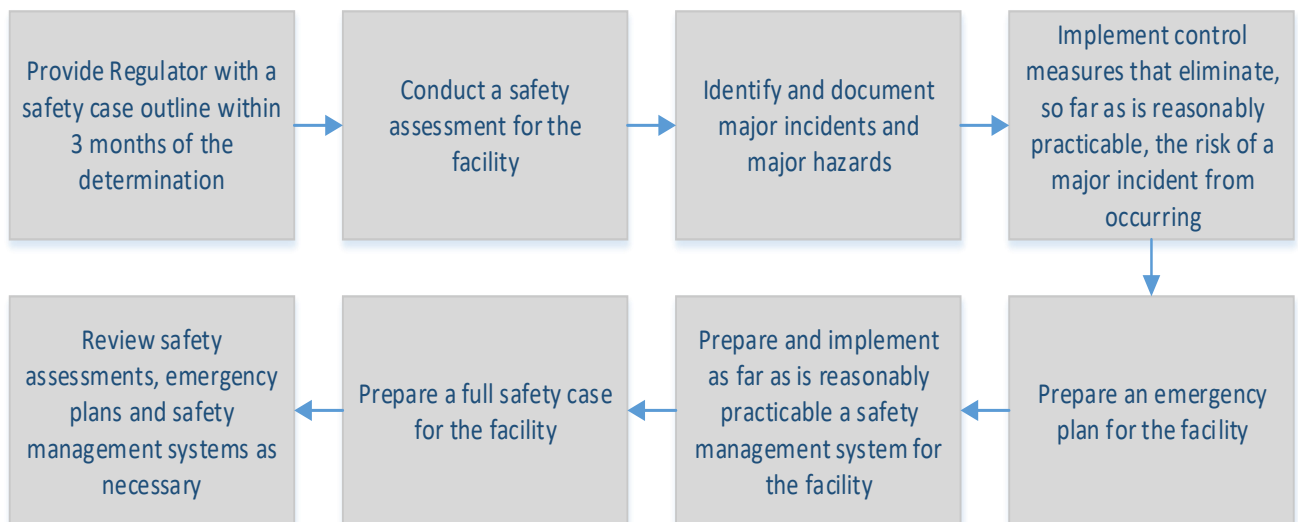 Provide Regulator with a
safety case outline within
3 months of the
determination
Conduct a safety
assessment for the
facility
Identify and document
major incidents and
major hazards
Implement control
measures that eliminate,
so far as is reasonably
practicable, the risk of a
major incident from
occurring
Prepare an emergency
plan for the facility
Prepare and implement
as far as is reasonably
practicable a safety
management system for
the facility
Prepare a full safety case
for the facility
Review safety
assessments, emergency
plans and safety
management systems as
necessary